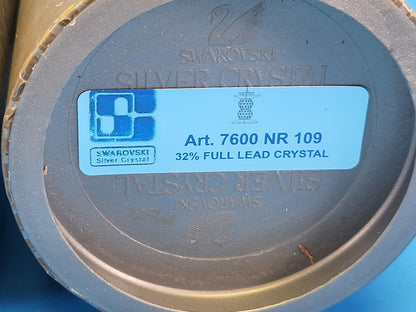 SWAROVSKI
SILVER CRYSTAL
SWAROVSKI
Silver Crystal
Art. 7600 NR 109
32% FULL LEAD CRYSTAL
SILVER CRYSTAL
SWAROVSKI